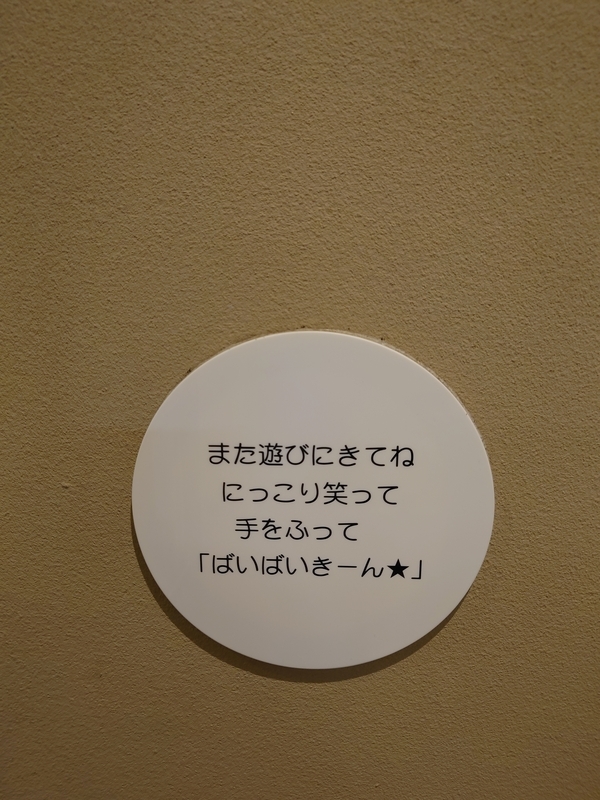 また遊びにきてね
にっこり笑って
手をふって
「ばいばいきーん★」